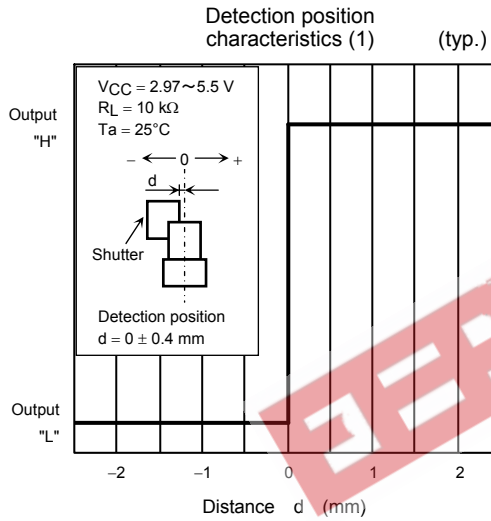 Detection position
characteristics (1) (typ.)
Output
"H"
VCC = 2.97~5.5 V
RL = 10 kΩ
Ta = 25°C
− 0 +
d
Shutter
Detection position
d = 0 ± 0.4 mm
Output
"L"
−2 −1 0 1 2
Distance d (mm)